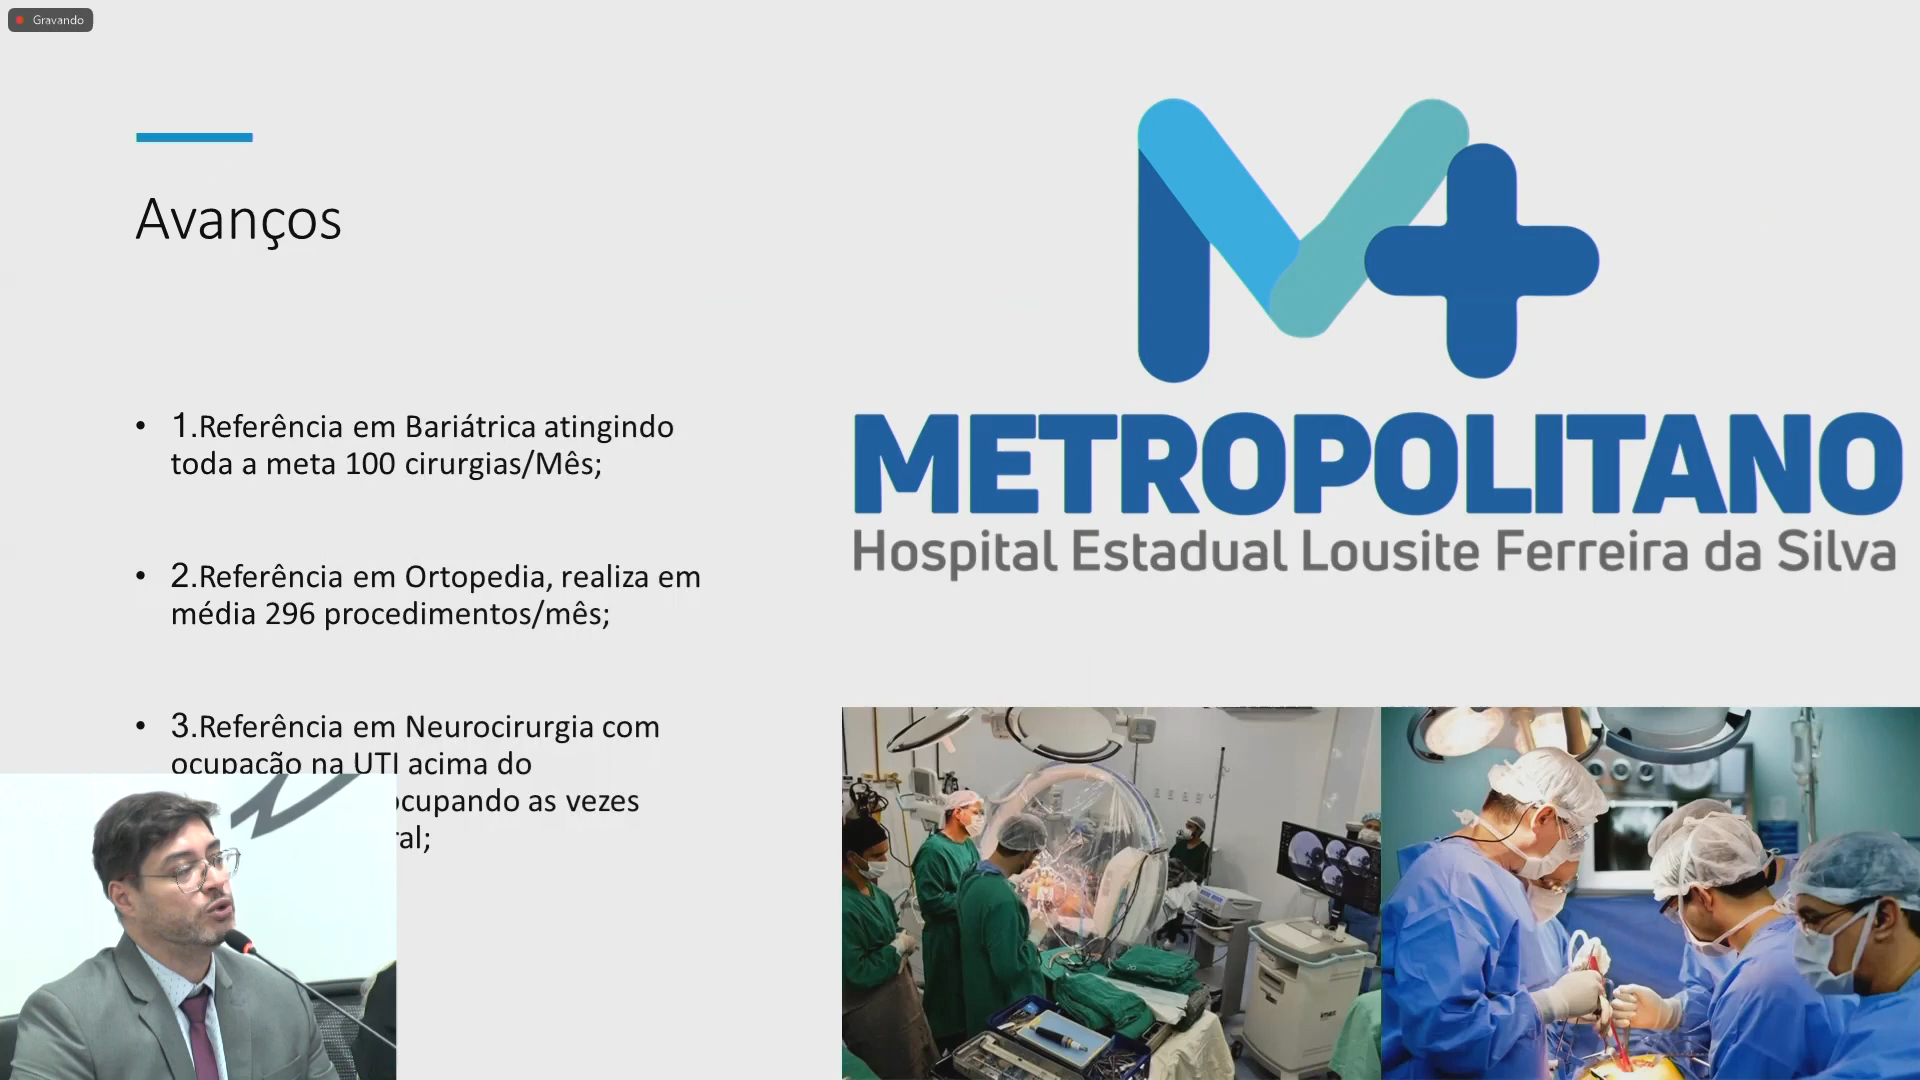 Gravando
Avanços
• 1.Referência em Bariátrica atingindo
toda a meta 100 cirurgias/Mês;
• 2.Referência em Ortopedia, realiza em
média 296 procedimentos/mês;
• 3.Referência em Neurocirurgia com
ocupação na UTI acima do
ocupando as vezes
METROPOLITANO
Hospital Estadual Lousite Ferreira da Silva
imex